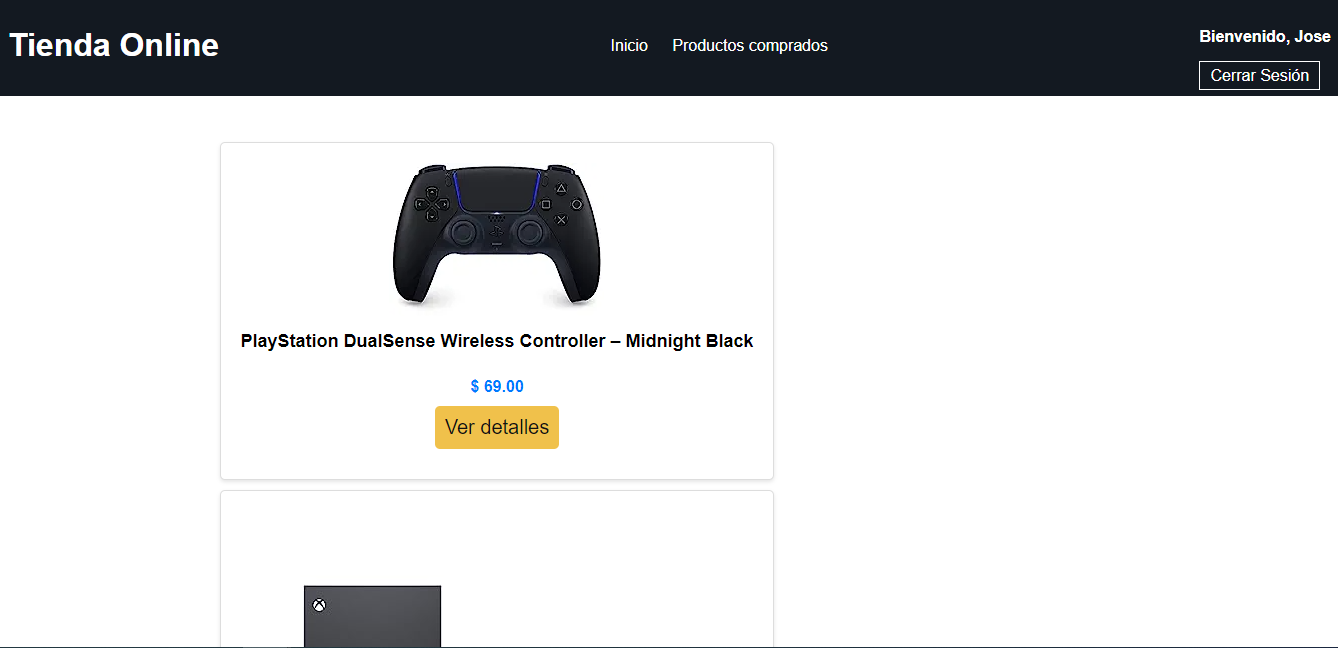 Tienda Online
Inicio
Productos comprados
Bienvenido, Jose
Cerrar Sesión
PlayStation DualSense Wireless Controller – Midnight Black
$ 69.00
Ver detalles